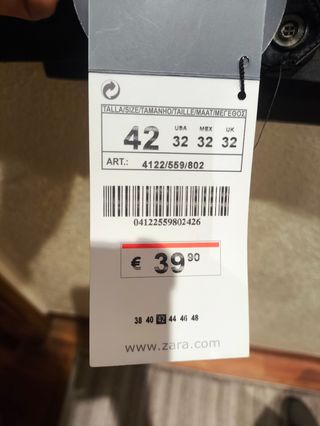 TALLA/SIZE/TAMANHO/TAILLE/MAAT/ΜΕΓΕΘΟΣ
42 USA 32 MEX 32 UK 32
ART.: 4122/559/802
04122559802426
€ 39,90
38 40 42 44 46 48
www.zara.com